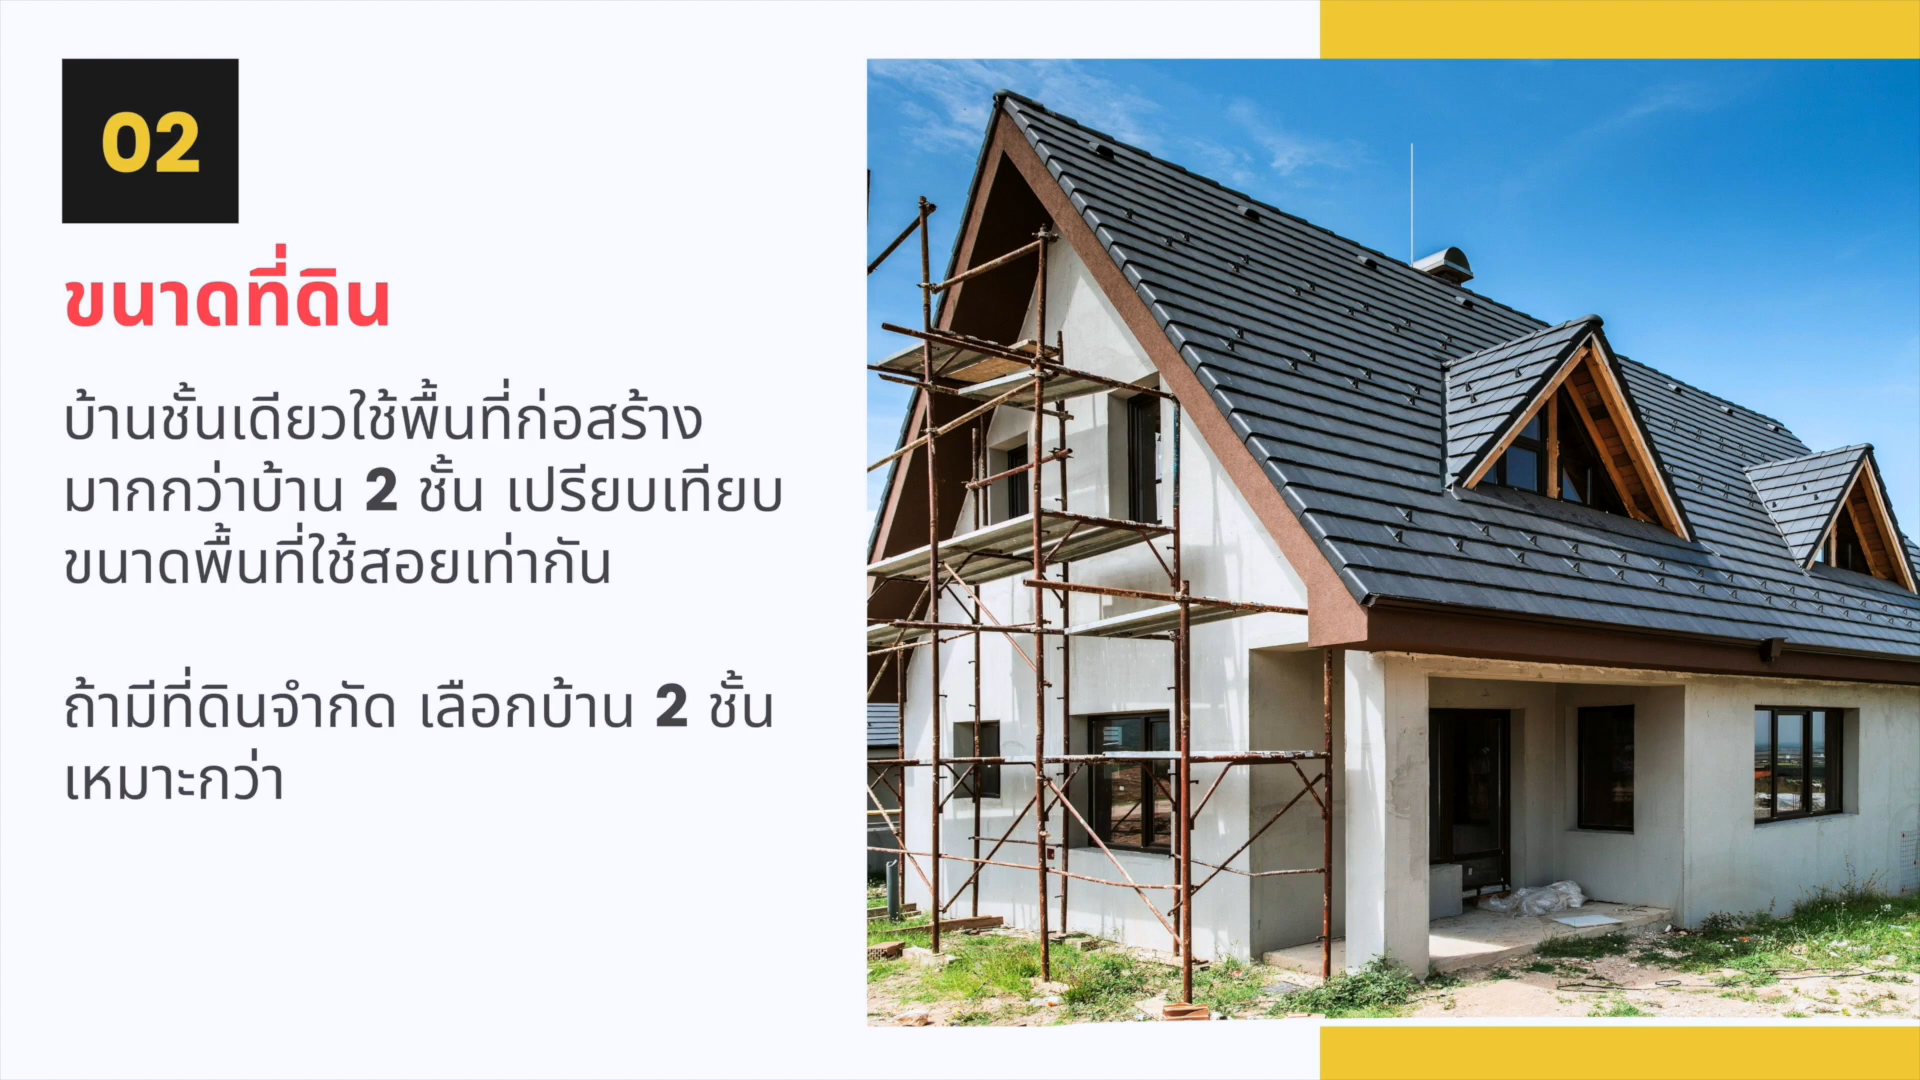 02
ขนาดที่ดิน
บ้านชั้นเดียวใช้พื้นที่ก่อสร้าง
มากกว่าบ้าน 2 ชั้น เปรียบเทียบ
ขนาดพื้นที่ใช้สอยเท่ากัน
ถ้ามีที่ดินจำกัด เลือกบ้าน 2 ชั้น
เหมาะกว่า